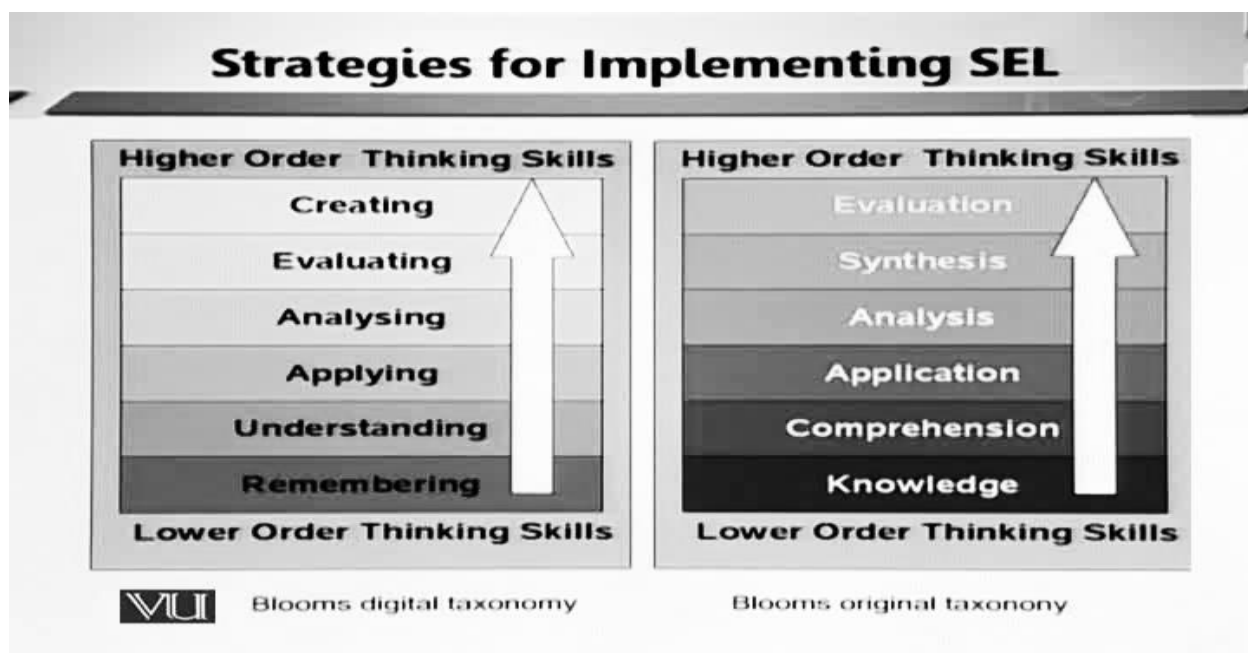 Strategies for Implementing SEL
Higher Order Thinking Skills
Creating
Evaluating
Analysing
Applying
Understanding
Remembering
Lower Order Thinking Skills
Blooms digital taxonomy
Higher Order Thinking Skills
Evaluation
Synthesis
Analysis
Application
Comprehension
Knowledge
Lower Order Thinking Skills
Blooms original taxonony
VU